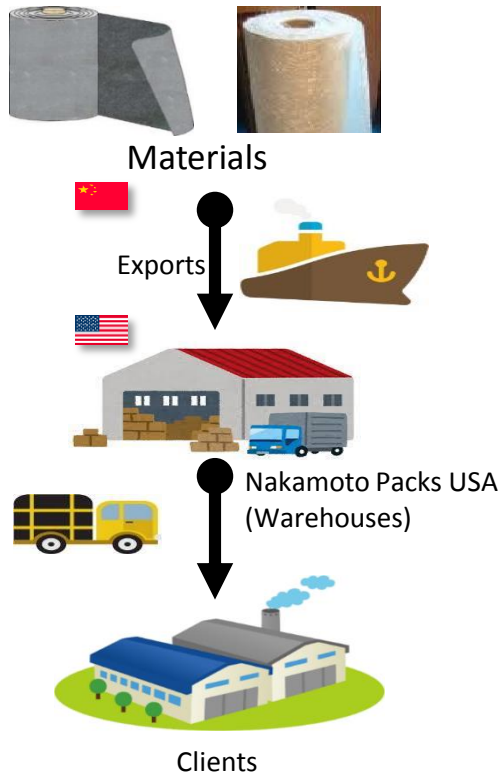 Materials
Exports
Nakamoto Packs USA
(Warehouses)
Clients